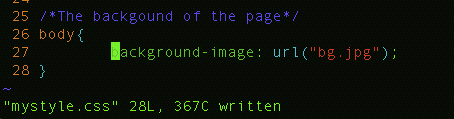 24
25 /*The backgound of the page*/
26 body{
27 background-image: url("bg.jpg");
28 }
~
"mystyle.css" 28L, 367C written